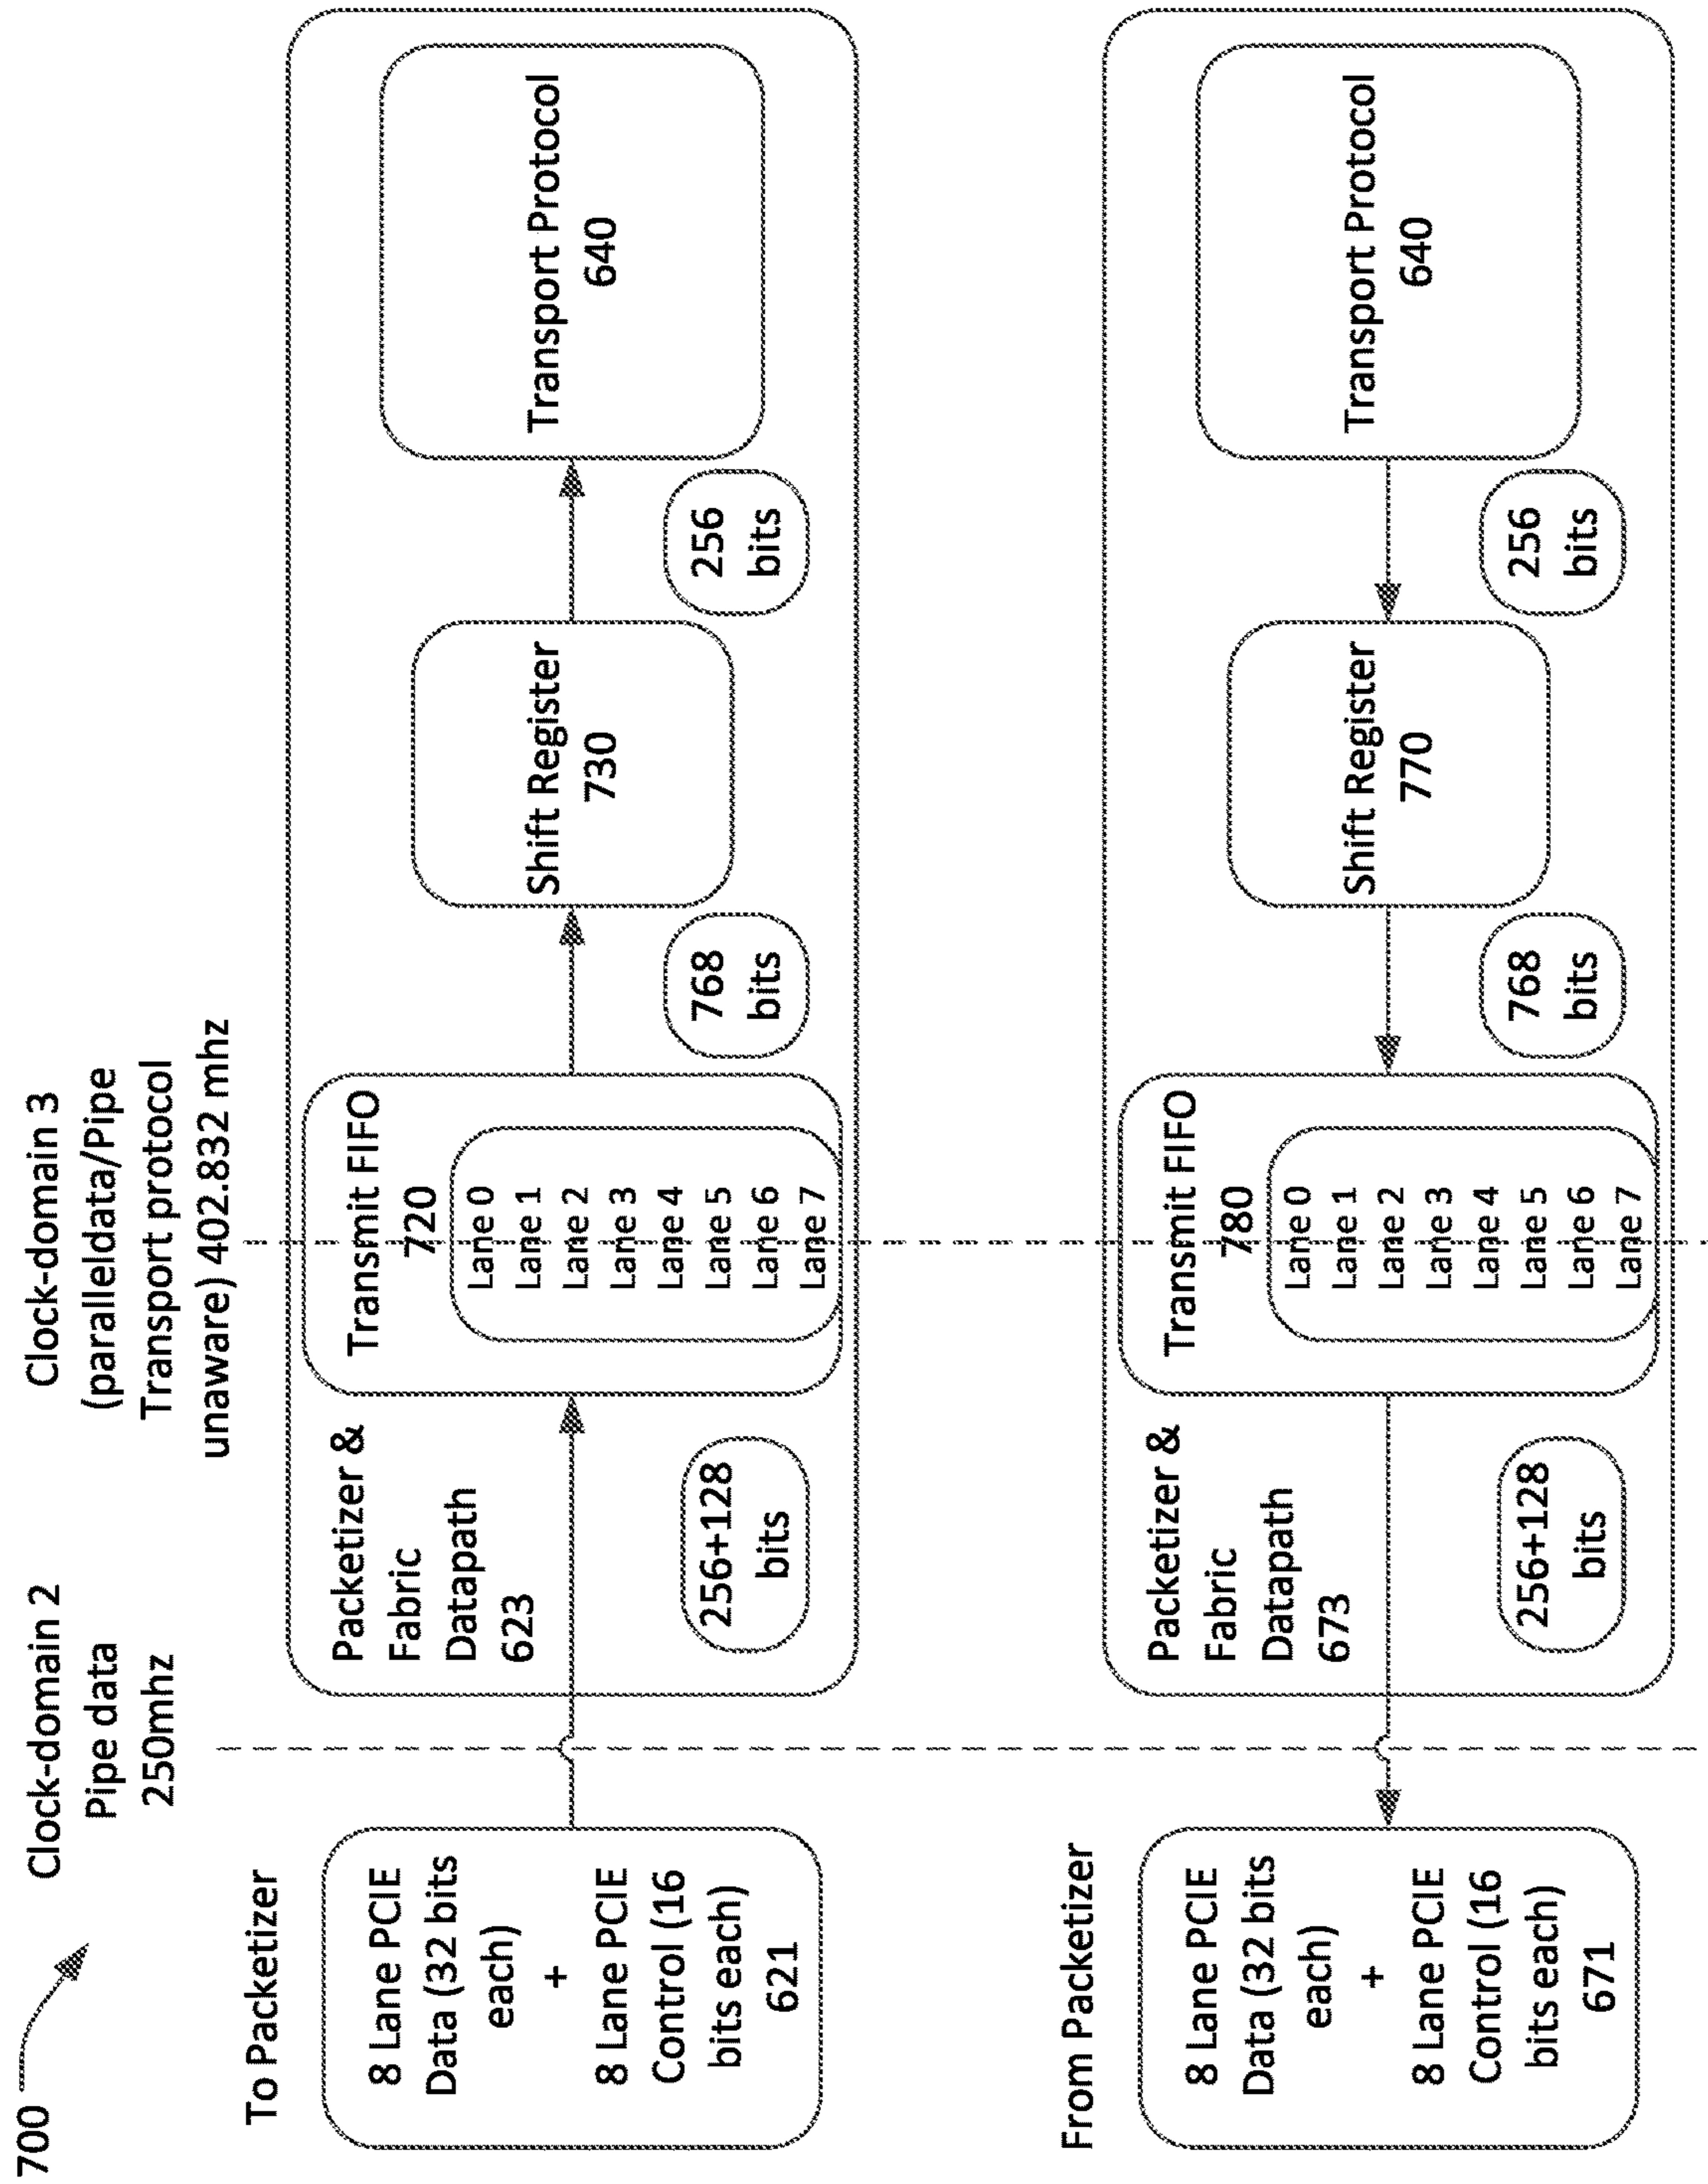 700
Clock-domain 2
Pipe data
250mhz
Clock-domain 3
(paralleldata/Pipe
Transport protocol
unaware) 402.832 mhz
To Packetizer
8 Lane PCIE
Data (32 bits
each)
+
8 Lane PCIE
Control (16
bits each)
621
Packetizer &
Fabric
Datapath
623
256+128
bits
Transmit FIFO
720
Lane 0
Lane 1
Lane 2
Lane 3
Lane 4
Lane 5
Lane 6
Lane 7
768
bits
Shift Register
730
256
bits
Transport Protocol
640
From Packetizer
8 Lane PCIE
Data (32 bits
each)
+
8 Lane PCIE
Control (16
bits each)
671
Packetizer &
Fabric
Datapath
673
256+128
bits
Transmit FIFO
780
Lane 0
Lane 1
Lane 2
Lane 3
Lane 4
Lane 5
Lane 6
Lane 7
768
bits
Shift Register
770
256
bits
Transport Protocol
640